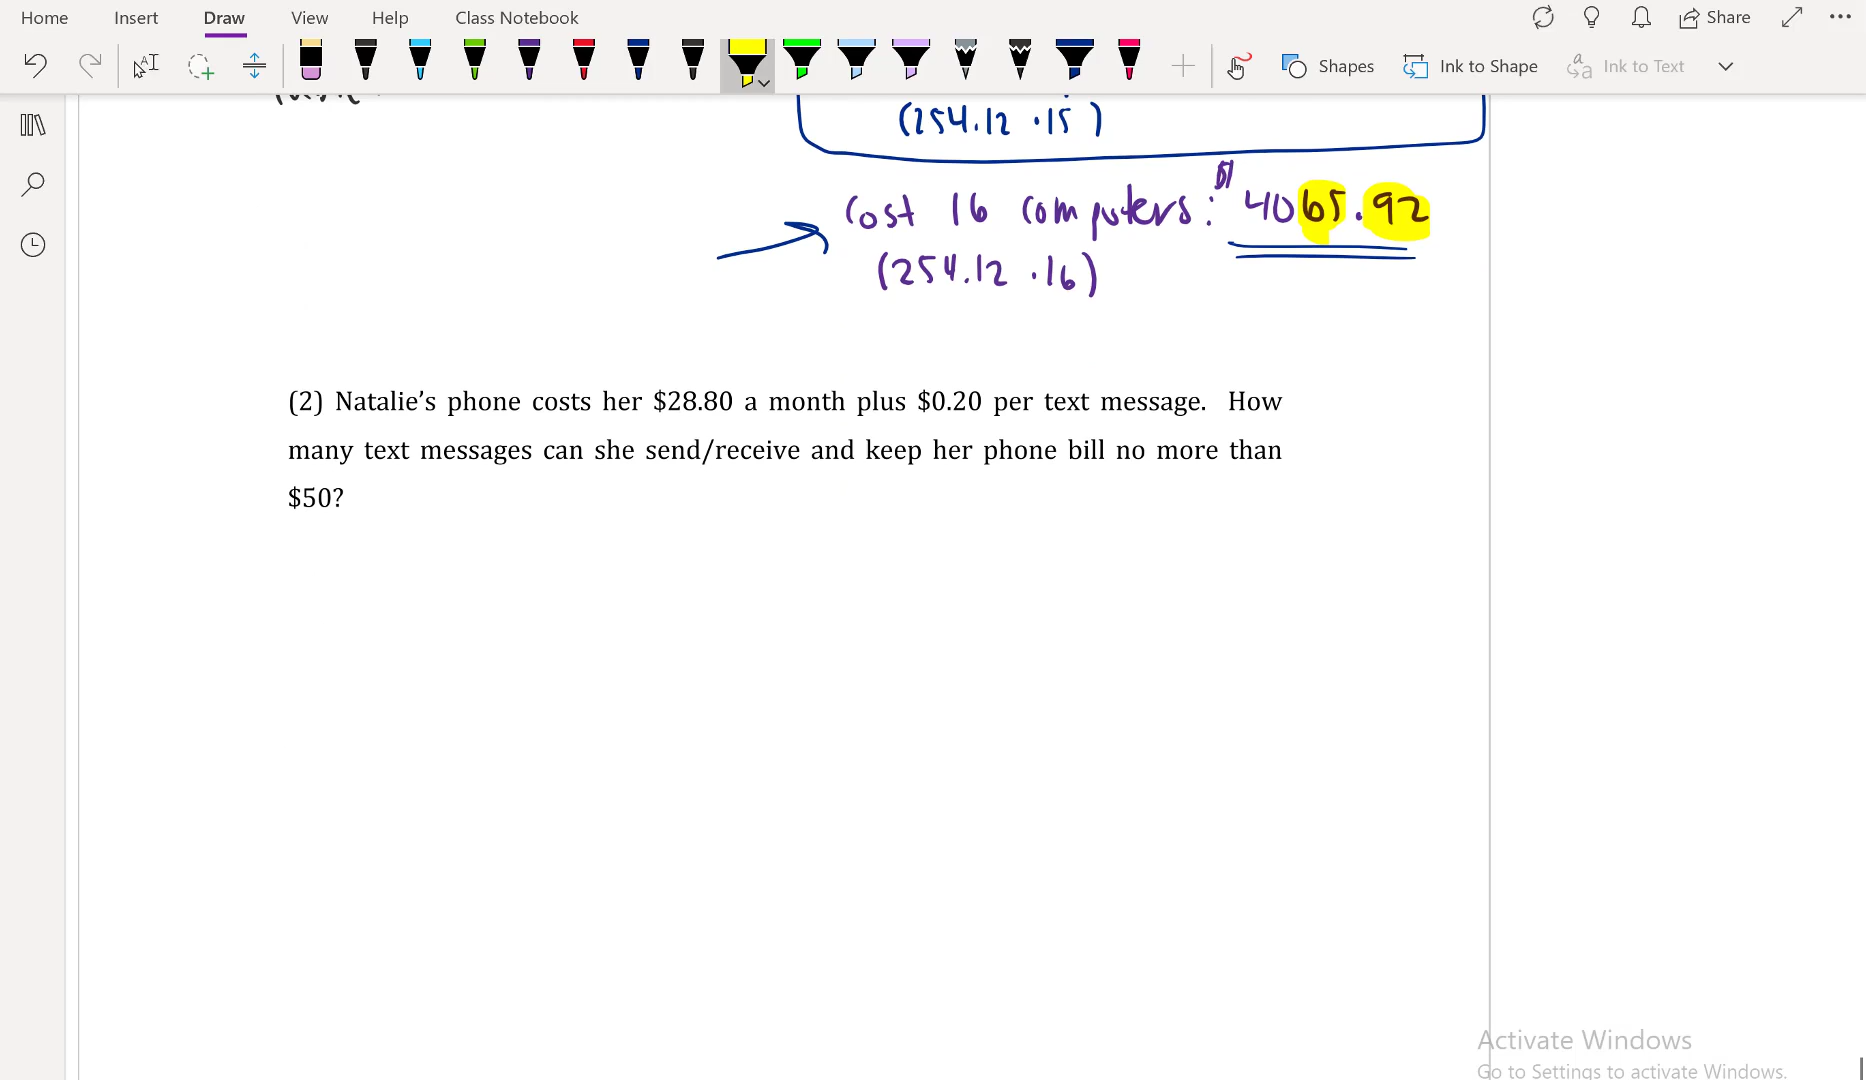 Home Insert Draw View Help Class Notebook Share
Shapes Ink to Shape Ink to Text
(254.12 · 15 )
Cost 16 computers: $ 4065.92
(254.12 · 16)
(2) Natalie’s phone costs her $28.80 a month plus $0.20 per text message. How
many text messages can she send/receive and keep her phone bill no more than
$50?
Activate Windows
Go to Settings to activate Windows.